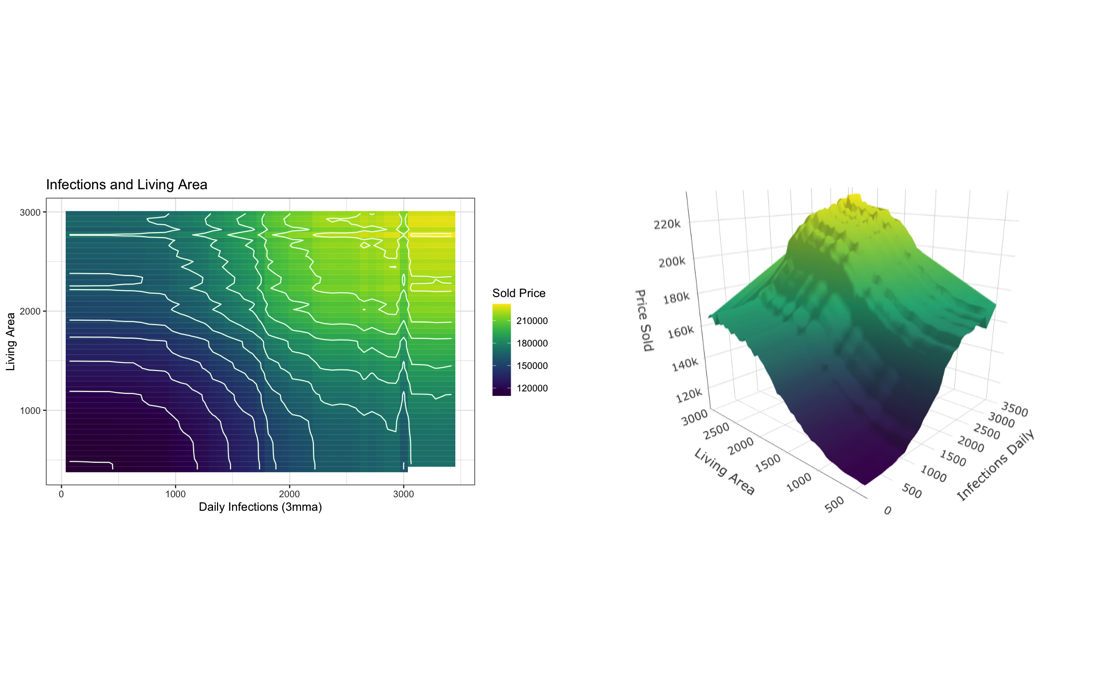 Infections and Living Area
3000
2000
1000
Living Area
0
1000
2000
3000
Daily Infections (3mma)
Sold Price
210000
180000
150000
120000
220k
200k
180k
160k
140k
120k
Price Sold
3000
2500
2000
1500
1000
500
Living Area
3500
3000
2500
2000
1500
1000
500
0
Infections Daily